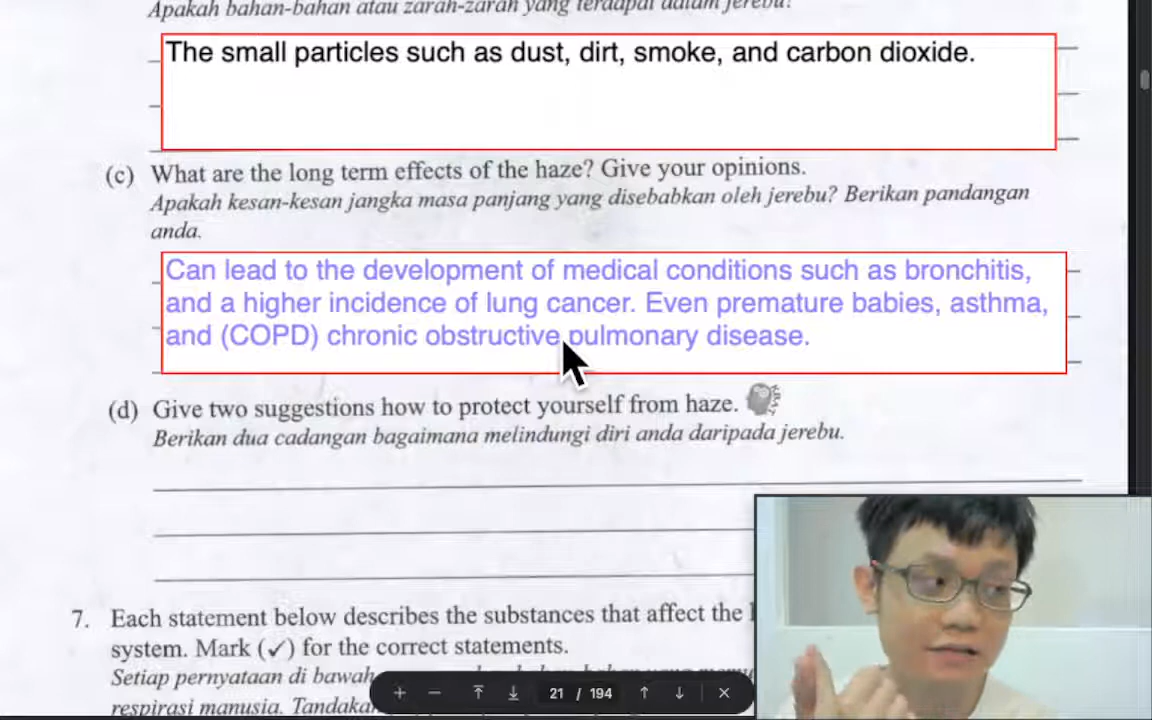 Apakah bahan-bahan atau zarah-zarah yang terdapat dalam jerebu?
The small particles such as dust, dirt, smoke, and carbon dioxide.
(c) What are the long term effects of the haze? Give your opinions.
Apakah kesan-kesan jangka masa panjang yang disebabkan oleh jerebu? Berikan pandangan
anda.
Can lead to the development of medical conditions such as bronchitis,
and a higher incidence of lung cancer. Even premature babies, asthma,
and (COPD) chronic obstructive pulmonary disease.
(d) Give two suggestions how to protect yourself from haze.
Berikan dua cadangan bagaimana melindungi diri anda daripada jerebu.
7. Each statement below describes the substances that affect the
system. Mark (✓) for the correct statements.
Setiap pernyataan di bawah
respirasi manusia. Tandakan
21 / 194